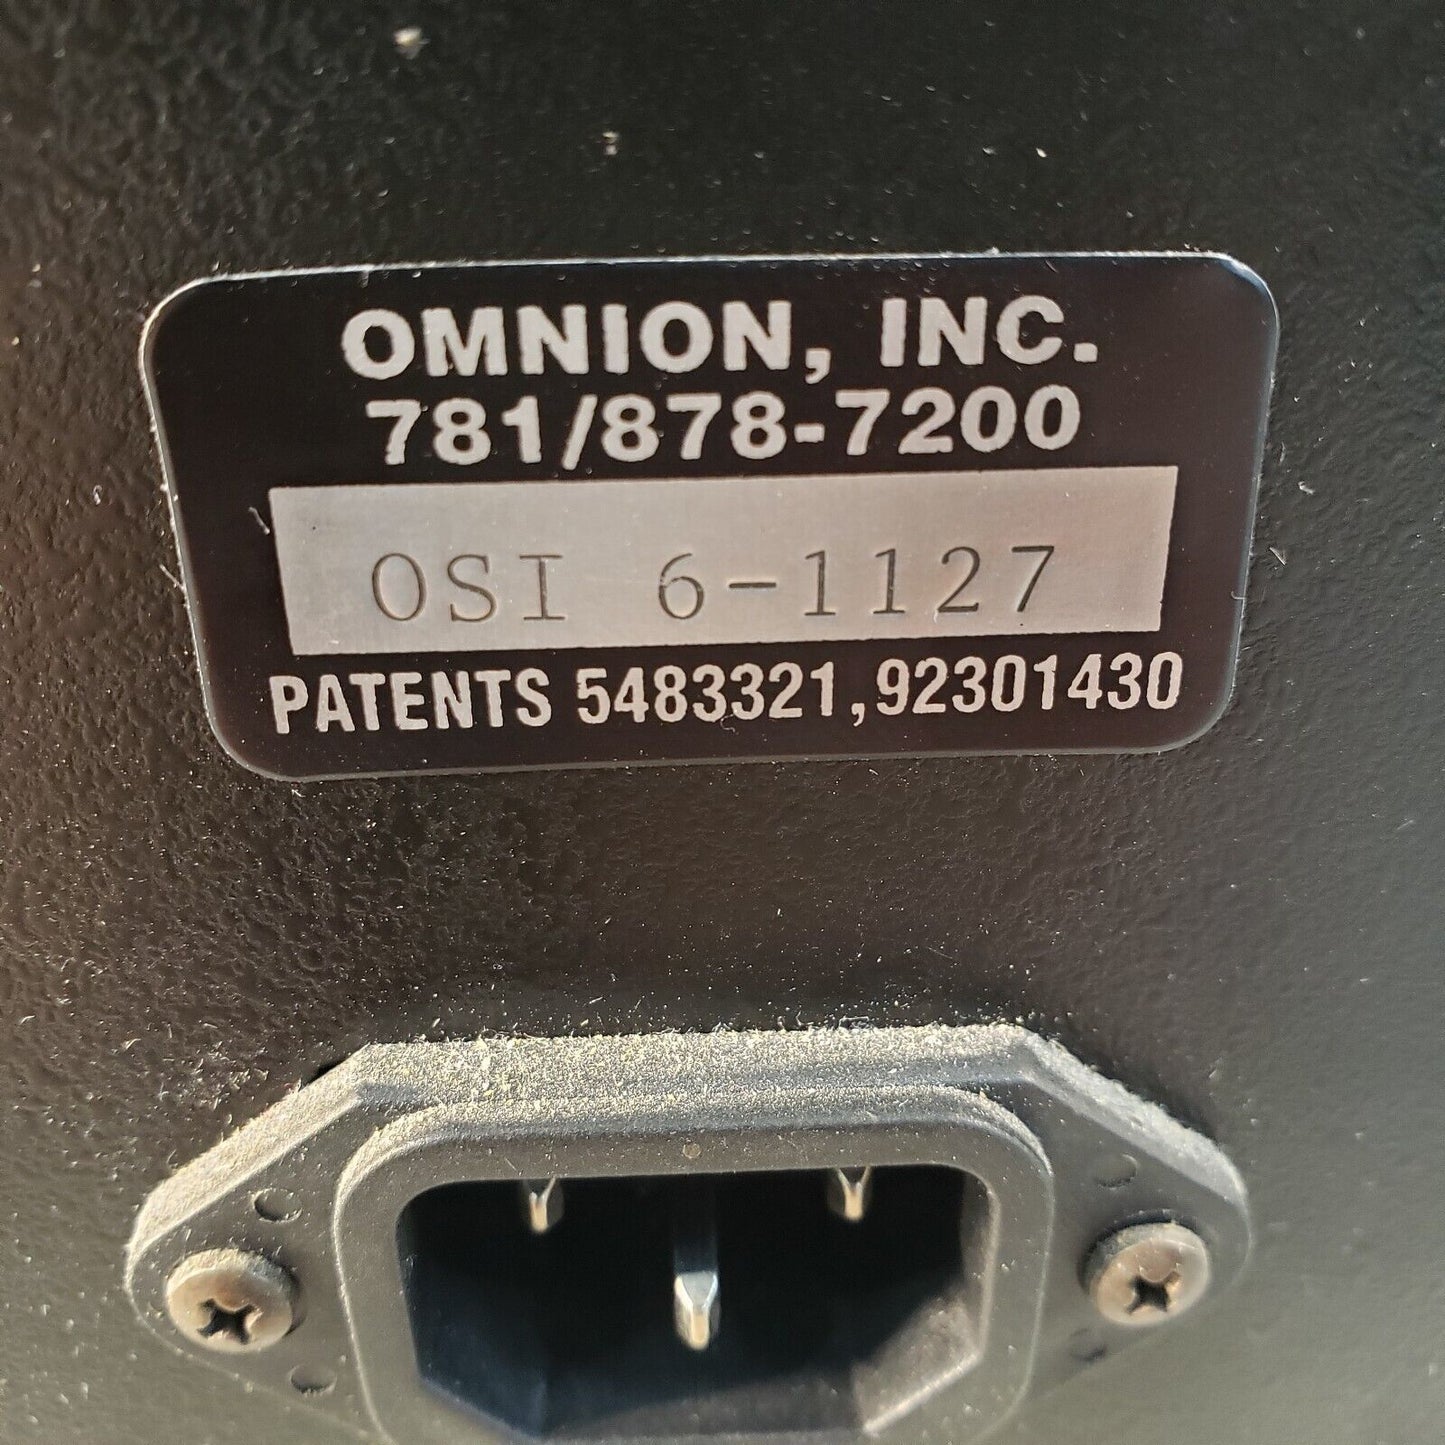 OMNION, INC.
781/878-7200
OSI 6-1127
PATENTS 5483321,92301430